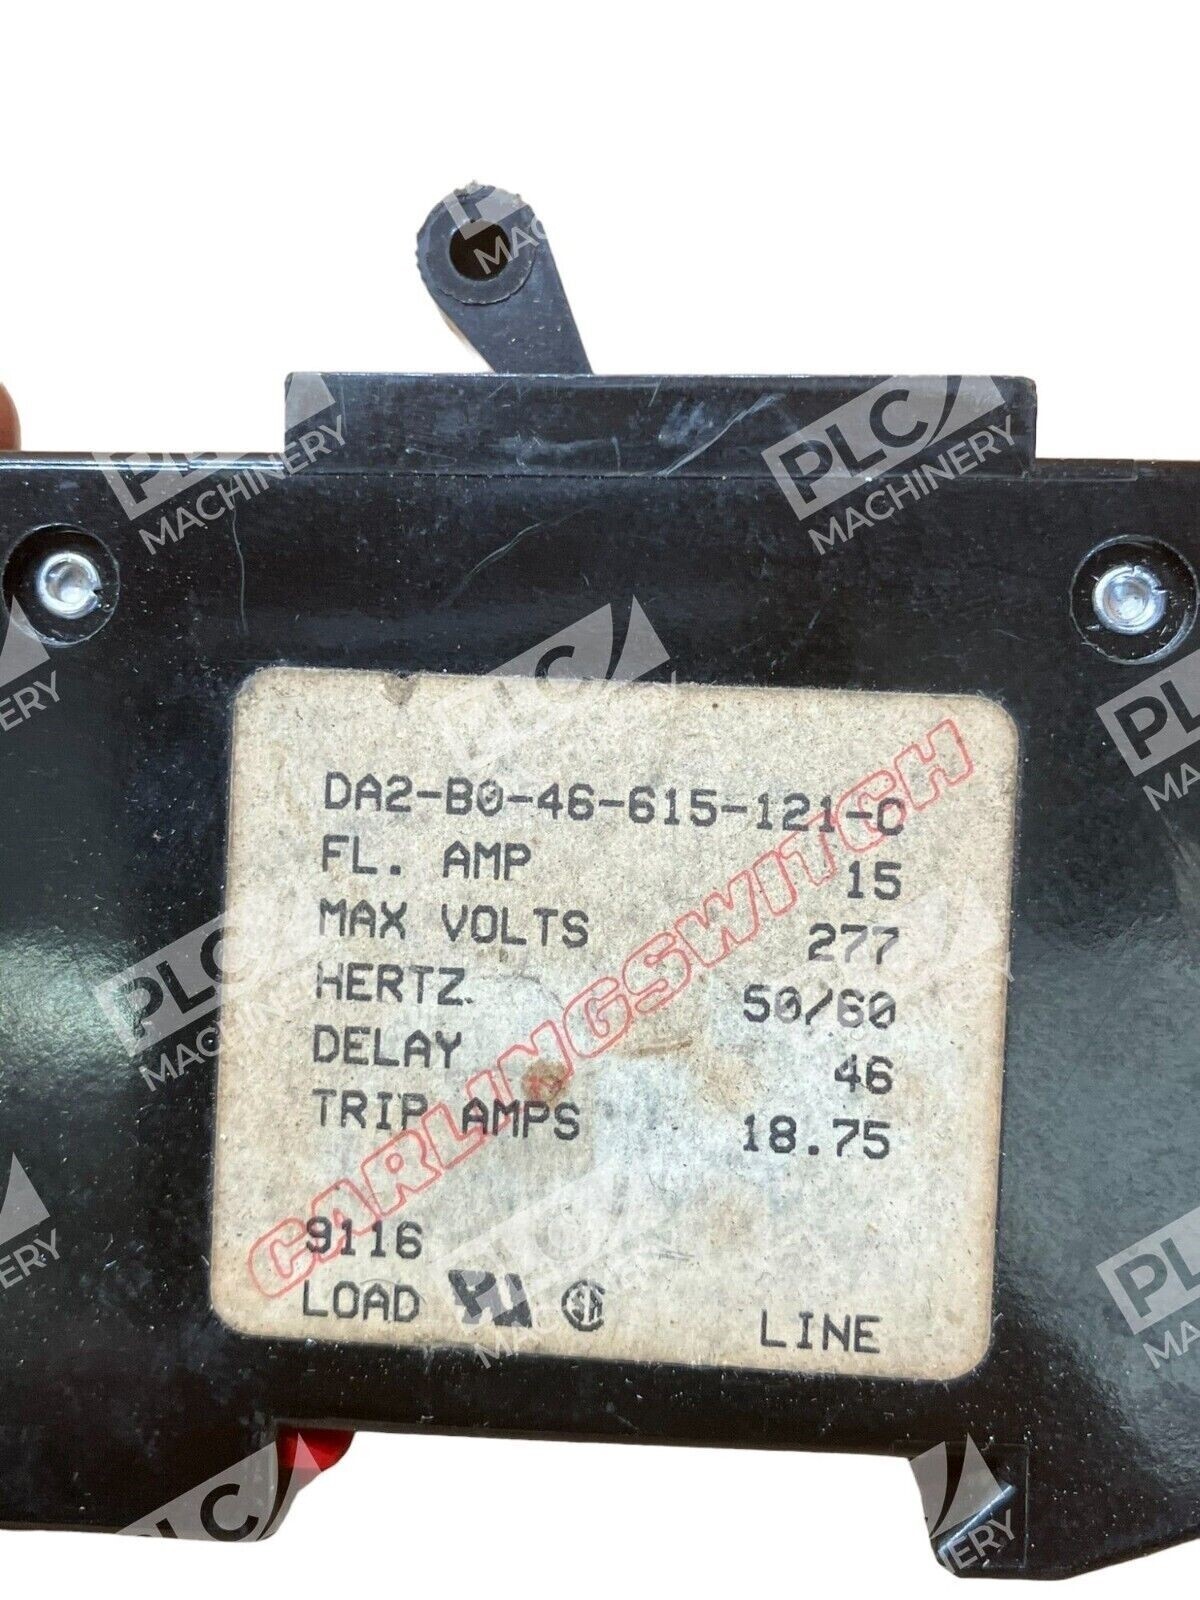 PLC MACHINERY
DA2-B0-46-615-121-C
FL. AMP 15
MAX VOLTS 277
HERTZ 50/60
DELAY 46
TRIP AMPS 18.75
CARLINGSWITCH
9116
LOAD LINE